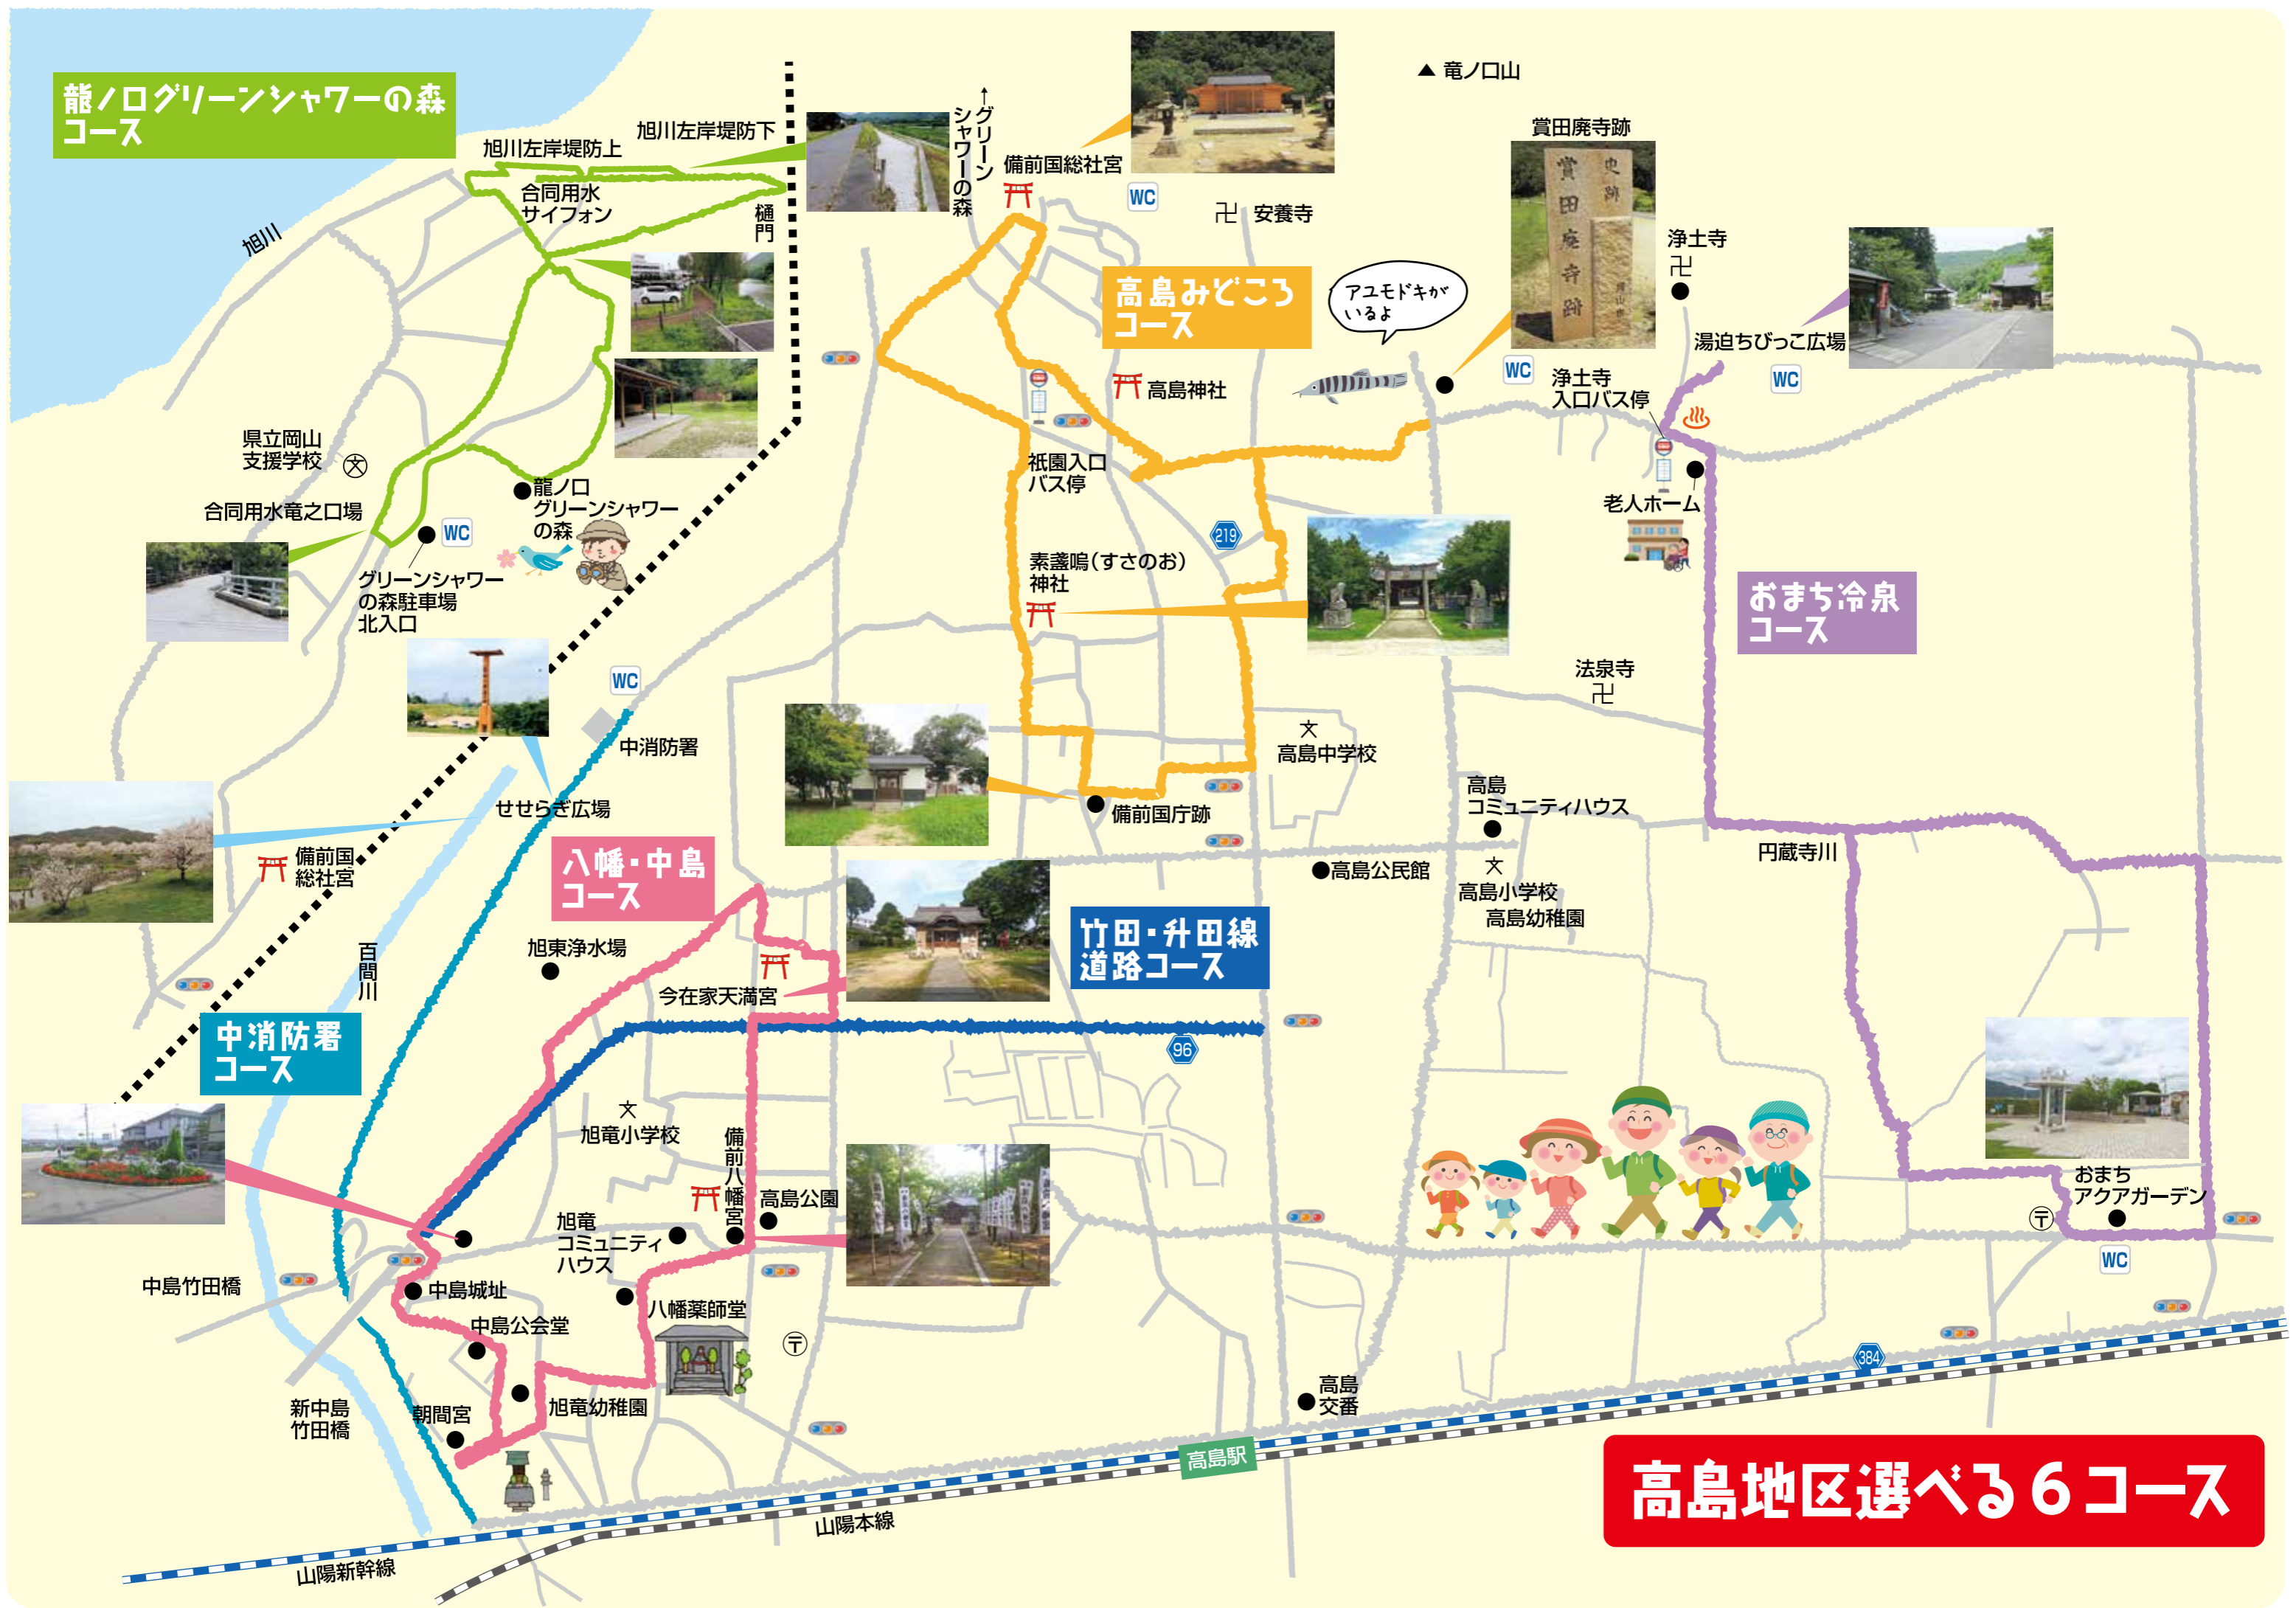 龍ノ口グリーンシャワーの森
コース
旭川左岸堤防下
旭川左岸堤防上
合同用水
サイフォン
樋門
旭川
↑グリーン
シャワーの森
備前国総社宮
WC
卍 安養寺
▲ 竜ノ口山
賞田廃寺跡
史跡
賞田廃寺跡
浄土寺
卍
湯迫ちびっこ広場
WC
WC
浄土寺
入口バス停
老人ホーム
高島みどころ
コース
アユモドキが
いるよ
高島神社
祇園入口
バス停
219
素盞嗚(すさのお)
神社
県立岡山
支援学校
文
合同用水竜之口場
WC
龍ノ口
グリーンシャワー
の森
グリーンシャワー
の森駐車場
北入口
おまち冷泉
コース
法泉寺
卍
WC
中消防署
せせらぎ広場
文
高島中学校
備前国庁跡
高島
コミュニティハウス
円蔵寺川
高島公民館
文
高島小学校
高島幼稚園
備前国
総社宮
八幡・中島
コース
旭東浄水場
百間川
今在家天満宮
竹田・升田線
道路コース
96
中消防署
コース
文
旭竜小学校
備前八幡宮
高島公園
旭竜
コミュニティ
ハウス
おまち
アクアガーデン
〒
WC
中島竹田橋
中島城址
中島公会堂
八幡薬師堂
〒
新中島
竹田橋
朝間宮
旭竜幼稚園
高島
交番
384
高島駅
山陽本線
山陽新幹線
高島地区選べる6コース